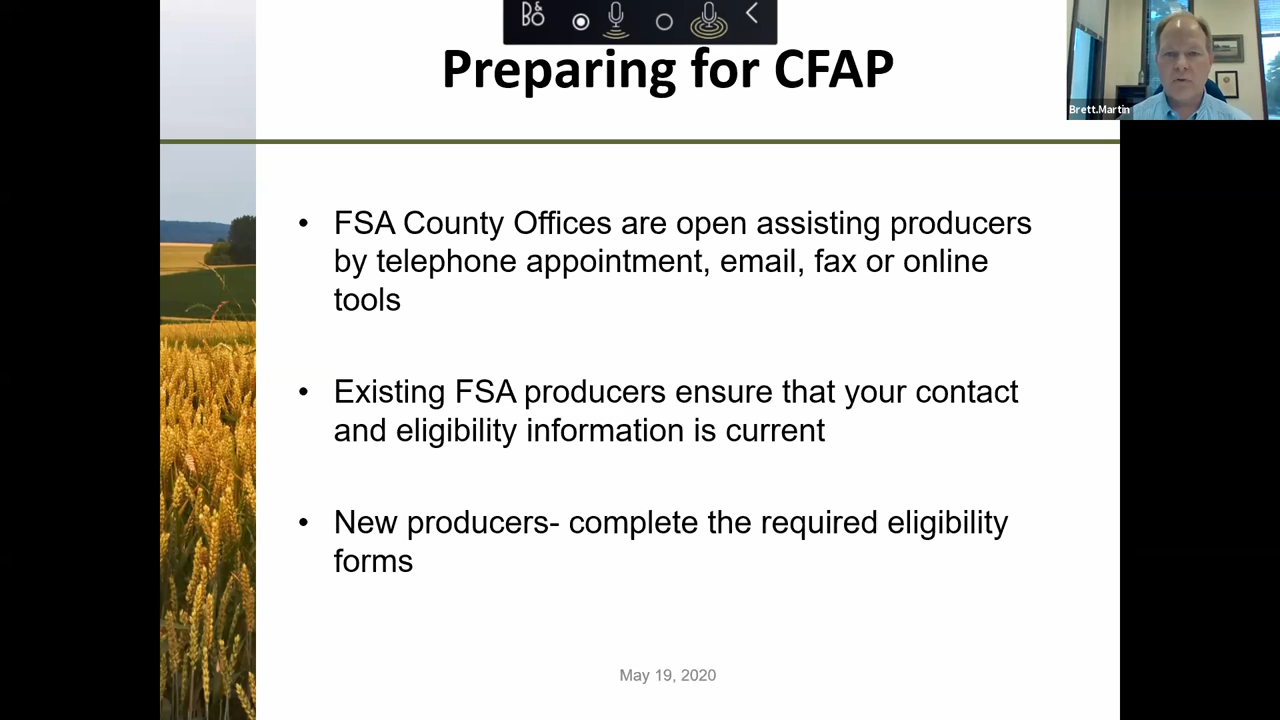 B&O
Preparing for CFAP
Brett.Martin
• FSA County Offices are open assisting producers
by telephone appointment, email, fax or online
tools
• Existing FSA producers ensure that your contact
and eligibility information is current
• New producers- complete the required eligibility
forms
May 19, 2020